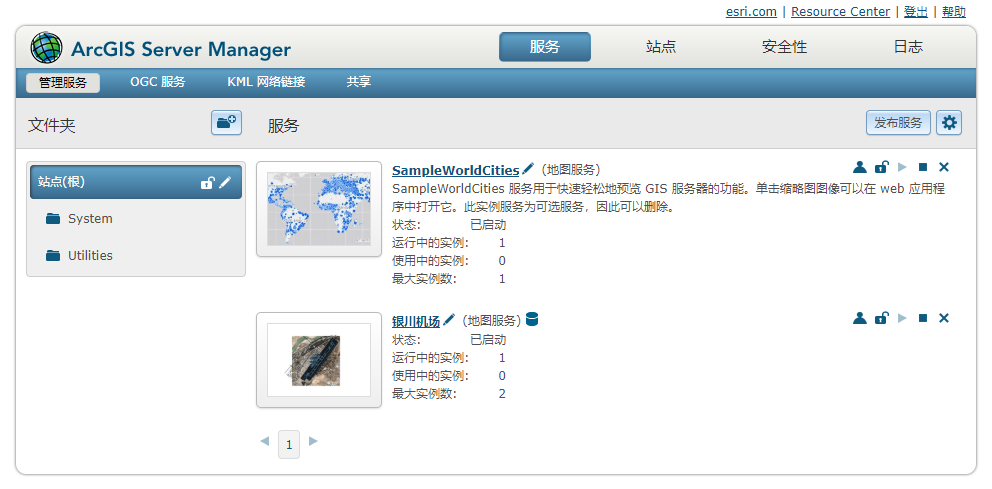 esri.com | Resource Center | 登出 | 帮助
ArcGIS Server Manager 服务 站点 安全性 日志
管理服务 OGC 服务 KML 网络链接 共享
文件夹 服务 发布服务
站点(根)
System
Utilities
SampleWorldCities (地图服务)
SampleWorldCities 服务用于快速轻松地预览 GIS 服务器的功能。单击缩略图图像可以在 web 应用程
序中打开它。此实例服务为可选服务，因此可以删除。
状态: 已启动
运行中的实例: 1
使用中的实例: 0
最大实例数: 1
银川机场 (地图服务)
状态: 已启动
运行中的实例: 1
使用中的实例: 0
最大实例数: 2
1